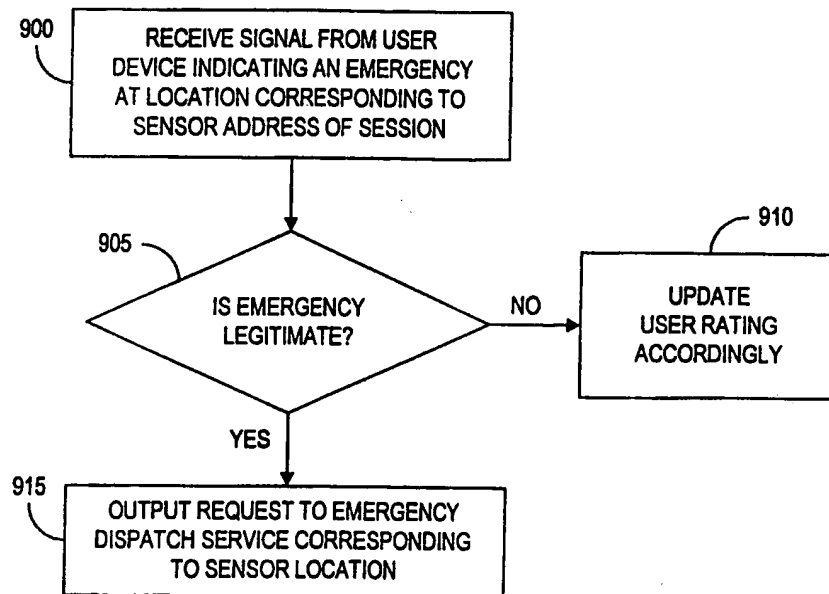 900
RECEIVE SIGNAL FROM USER
DEVICE INDICATING AN EMERGENCY
AT LOCATION CORRESPONDING TO
SENSOR ADDRESS OF SESSION
905
IS EMERGENCY
LEGITIMATE?
NO
910
UPDATE
USER RATING
ACCORDINGLY
YES
915
OUTPUT REQUEST TO EMERGENCY
DISPATCH SERVICE CORRESPONDING
TO SENSOR LOCATION